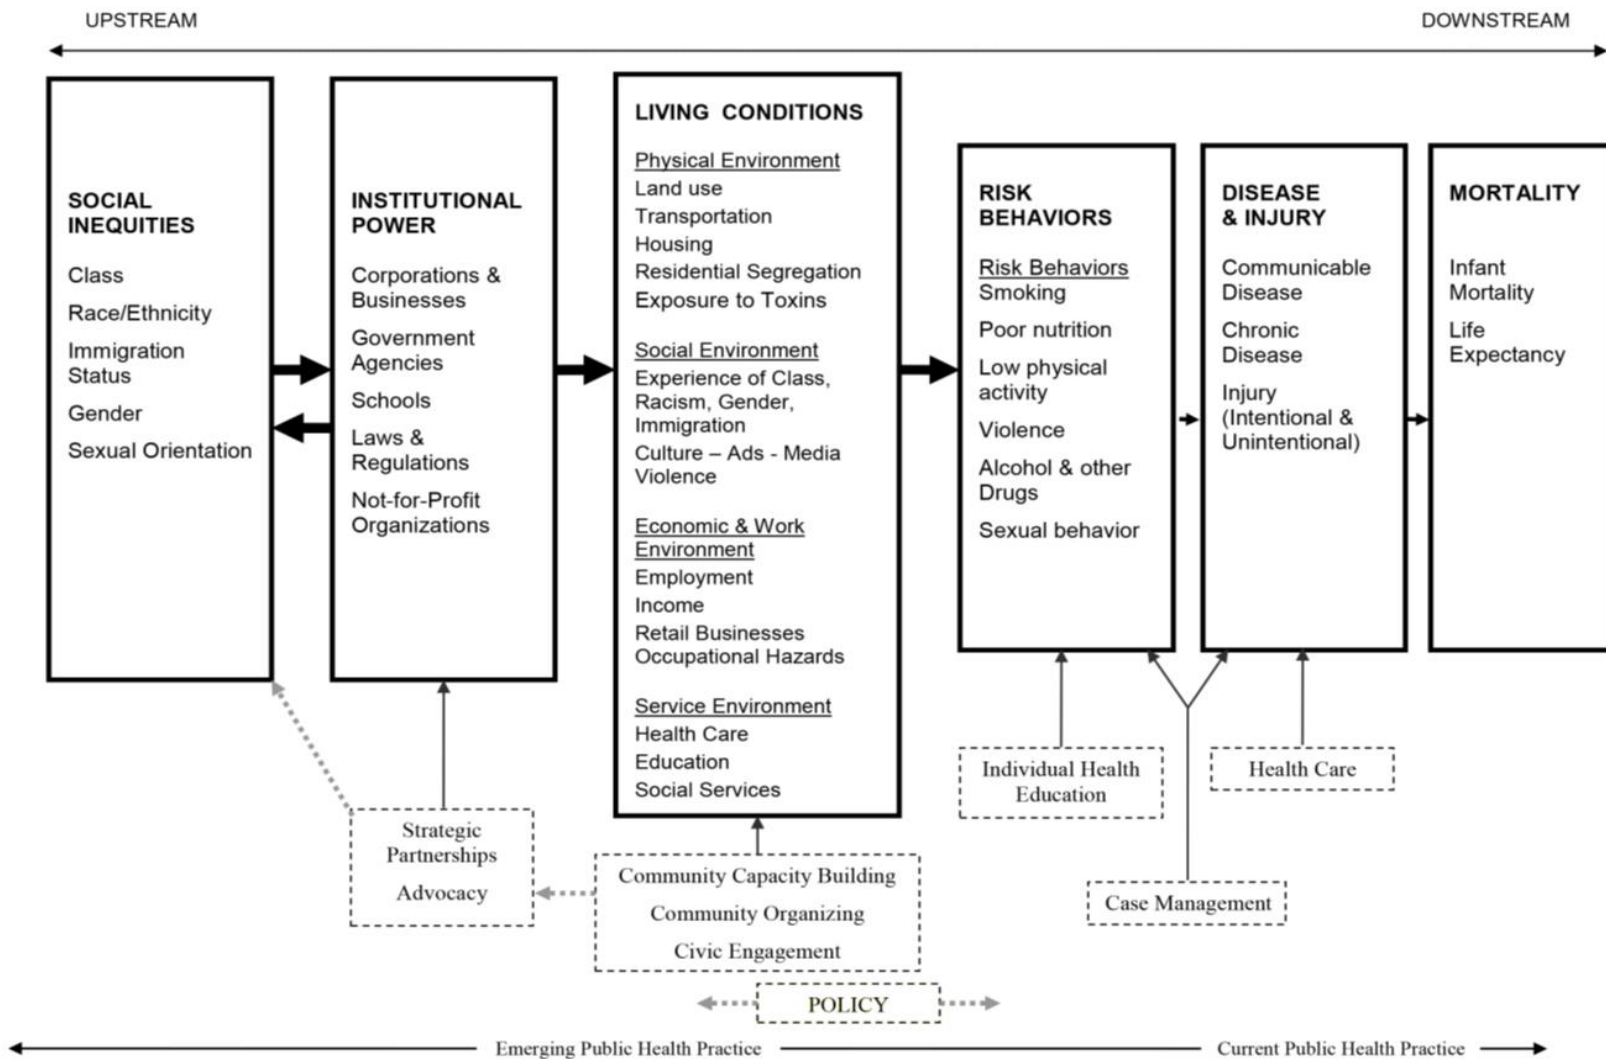 UPSTREAM
DOWNSTREAM
SOCIAL
INEQUITIES
Class
Race/Ethnicity
Immigration
Status
Gender
Sexual Orientation
INSTITUTIONAL
POWER
Corporations &
Businesses
Government
Agencies
Schools
Laws &
Regulations
Not-for-Profit
Organizations
LIVING CONDITIONS
Physical Environment
Land use
Transportation
Housing
Residential Segregation
Exposure to Toxins
Social Environment
Experience of Class,
Racism, Gender,
Immigration
Culture – Ads - Media
Violence
Economic & Work
Environment
Employment
Income
Retail Businesses
Occupational Hazards
Service Environment
Health Care
Education
Social Services
RISK
BEHAVIORS
Risk Behaviors
Smoking
Poor nutrition
Low physical
activity
Violence
Alcohol & other
Drugs
Sexual behavior
DISEASE
& INJURY
Communicable
Disease
Chronic
Disease
Injury
(Intentional &
Unintentional)
MORTALITY
Infant
Mortality
Life
Expectancy
Strategic
Partnerships
Advocacy
Community Capacity Building
Community Organizing
Civic Engagement
Individual Health
Education
Health Care
Case Management
POLICY
Emerging Public Health Practice
Current Public Health Practice